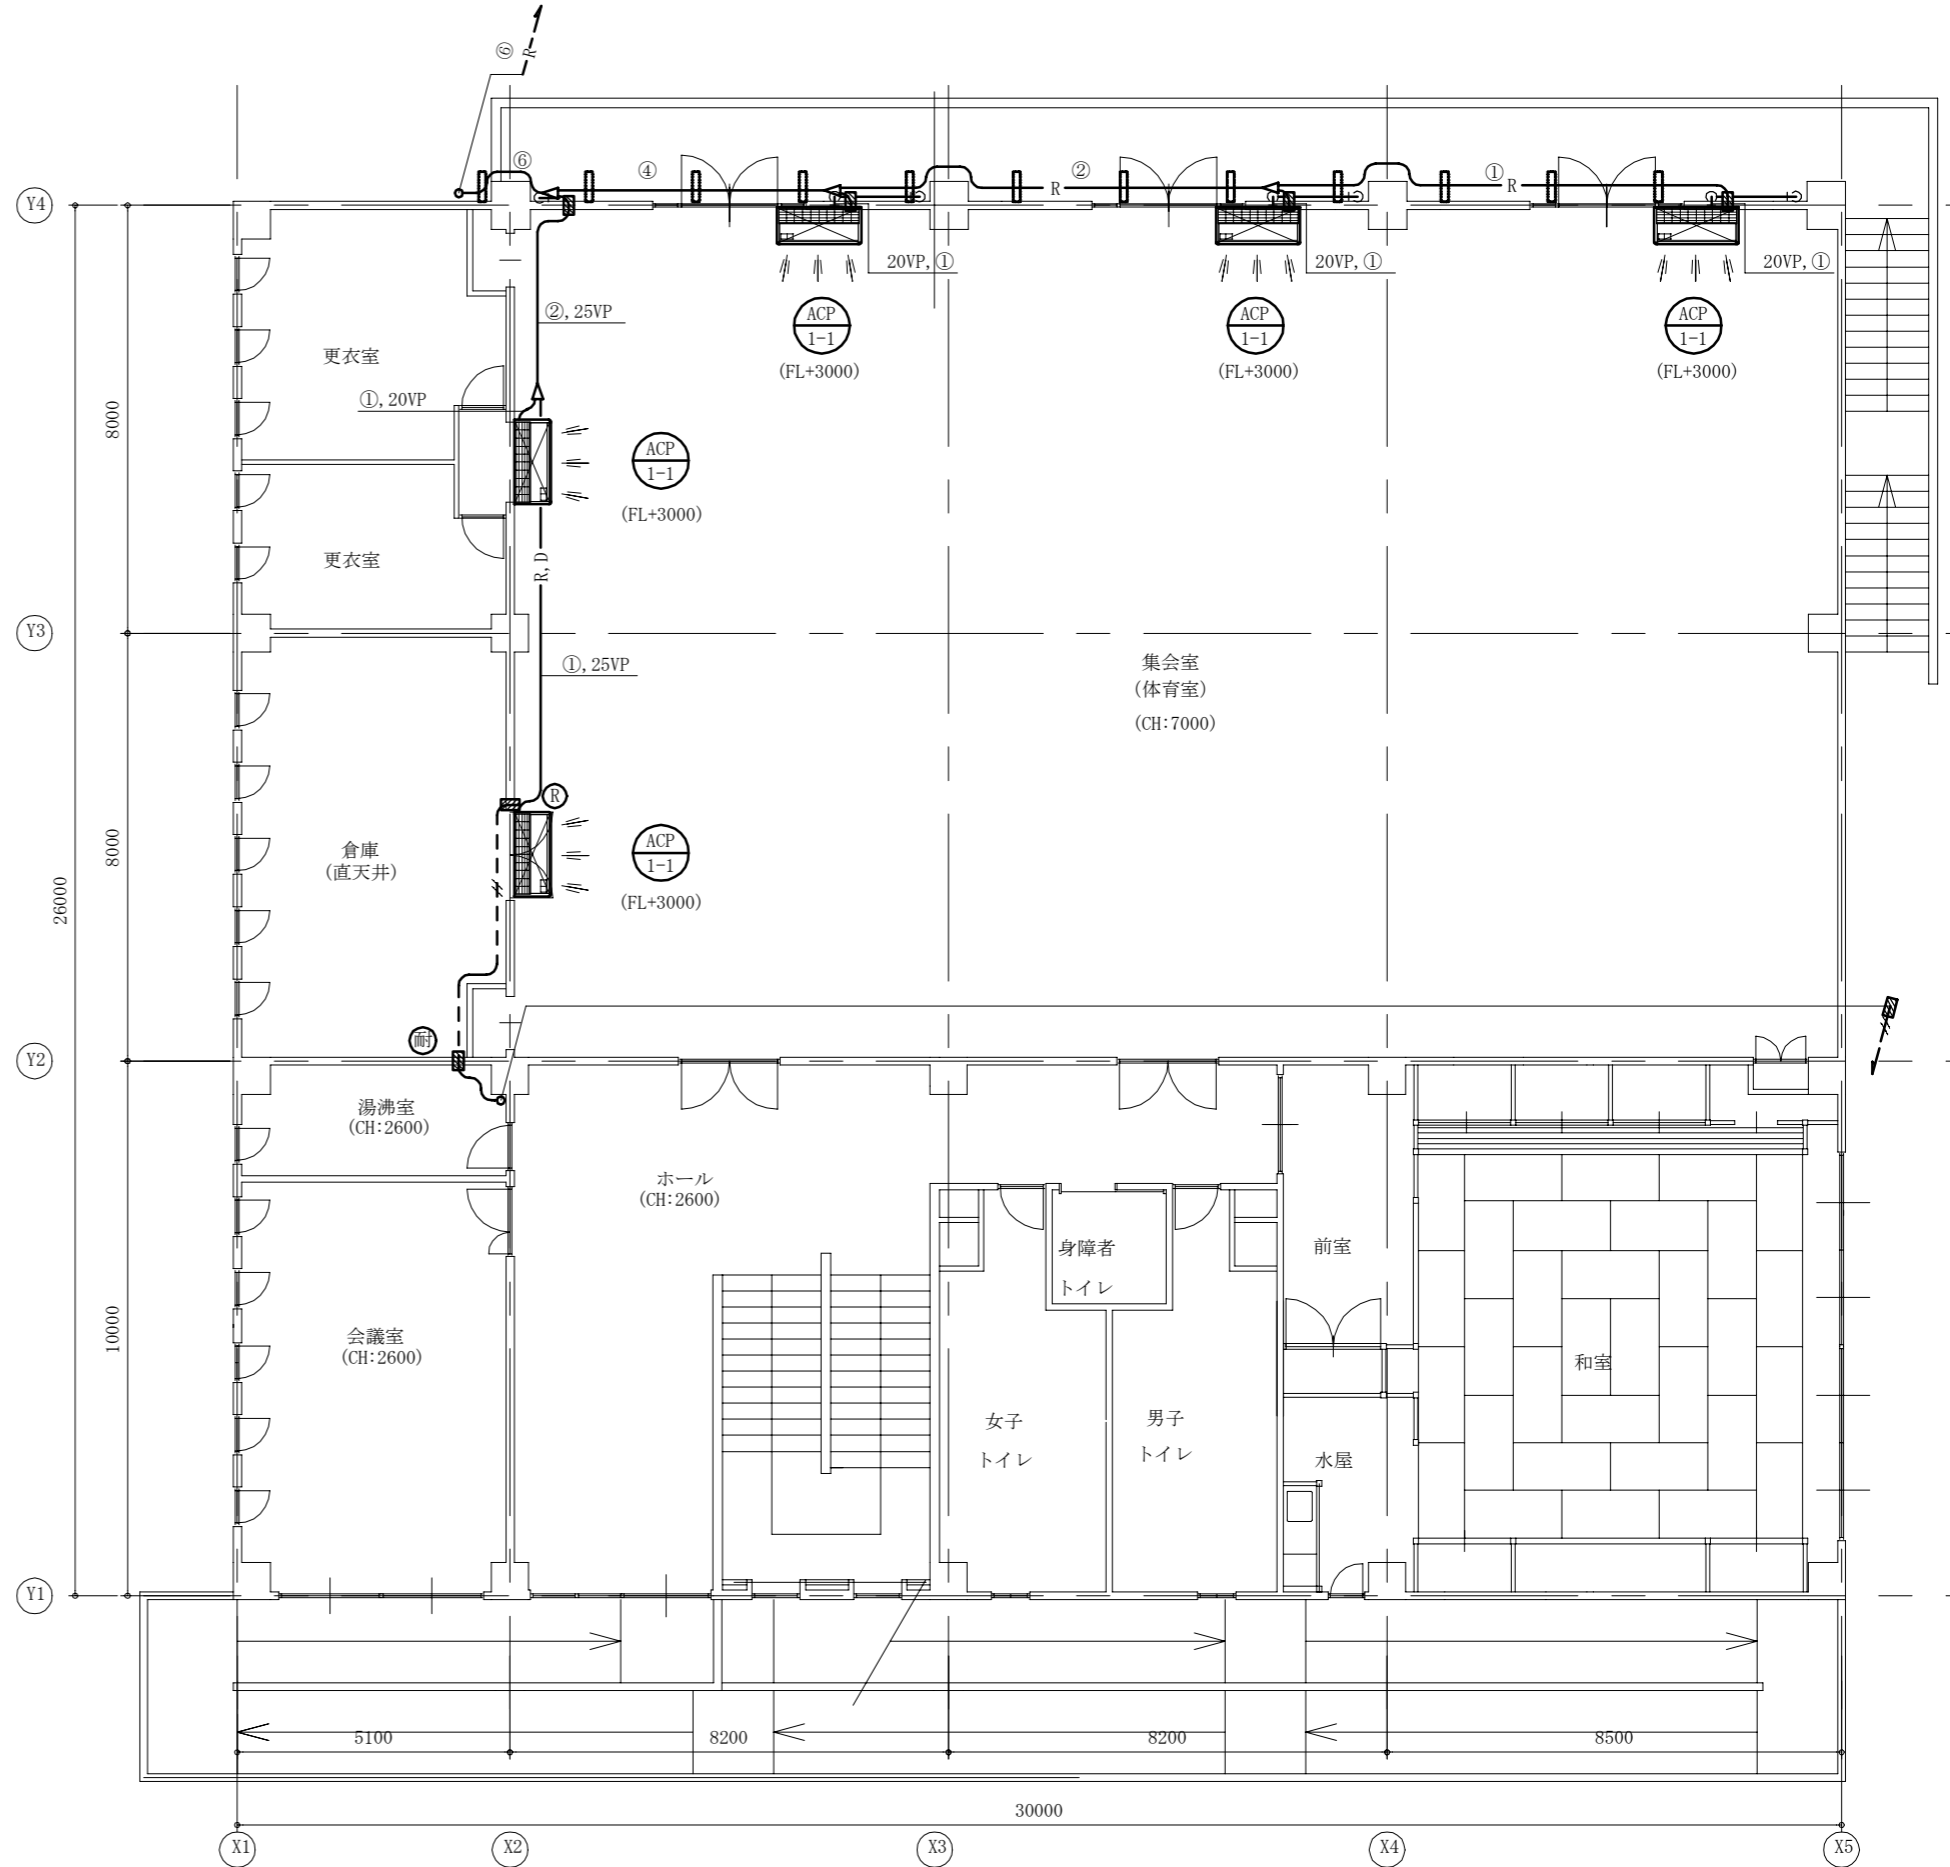 ⑥
R
⑥
④
②
①
R
R
Y4
20VP,①
20VP,①
20VP,①
②,25VP
ACP
1-1
(FL+3000)
ACP
1-1
(FL+3000)
ACP
1-1
(FL+3000)
更衣室
①,20VP
8000
ACP
1-1
(FL+3000)
更衣室
R,D
Y3
①,25VP
集会室
(体育室)
(CH:7000)
R
8000
倉庫
(直天井)
ACP
1-1
(FL+3000)
26000
耐
Y2
湯沸室
(CH:2600)
ホール
(CH:2600)
身障者
トイレ
前室
10000
会議室
(CH:2600)
和室
女子
トイレ
男子
トイレ
水屋
Y1
5100
8200
8200
8500
30000
X1
X2
X3
X4
X5